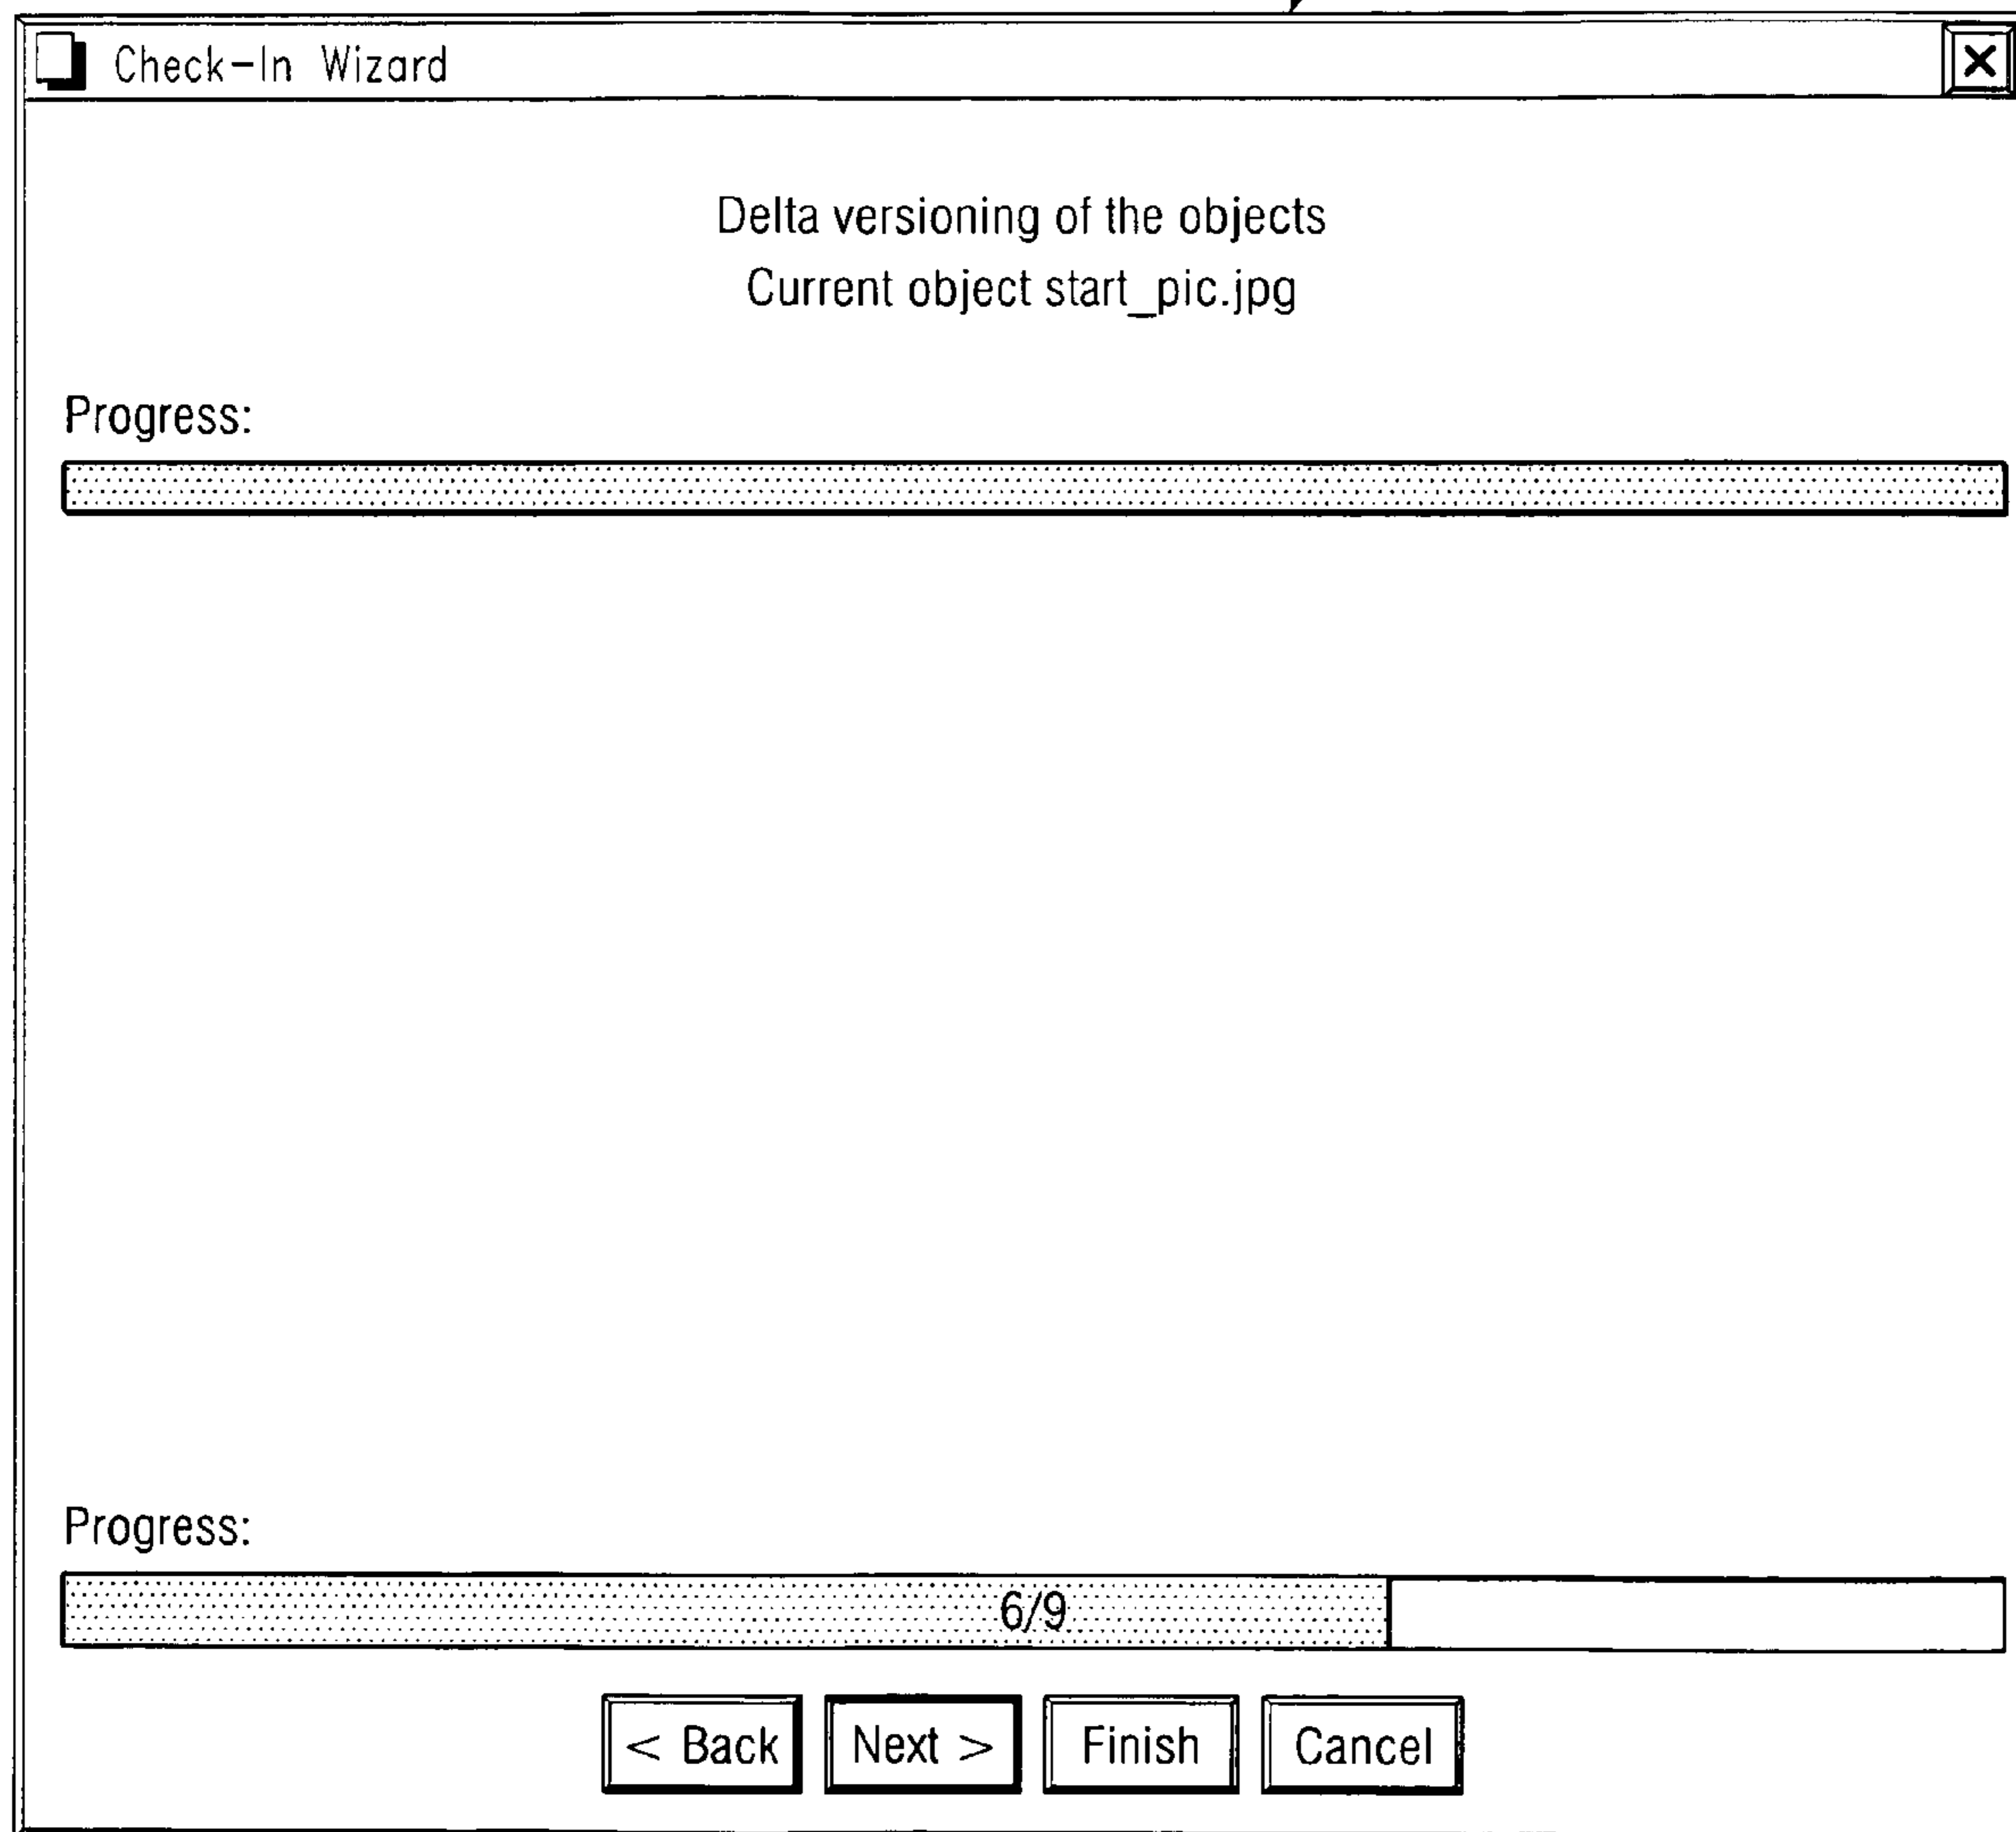 Check-In Wizard
Delta versioning of the objects
Current object start_pic.jpg
Progress:
Progress:
6/9
< Back Next > Finish Cancel